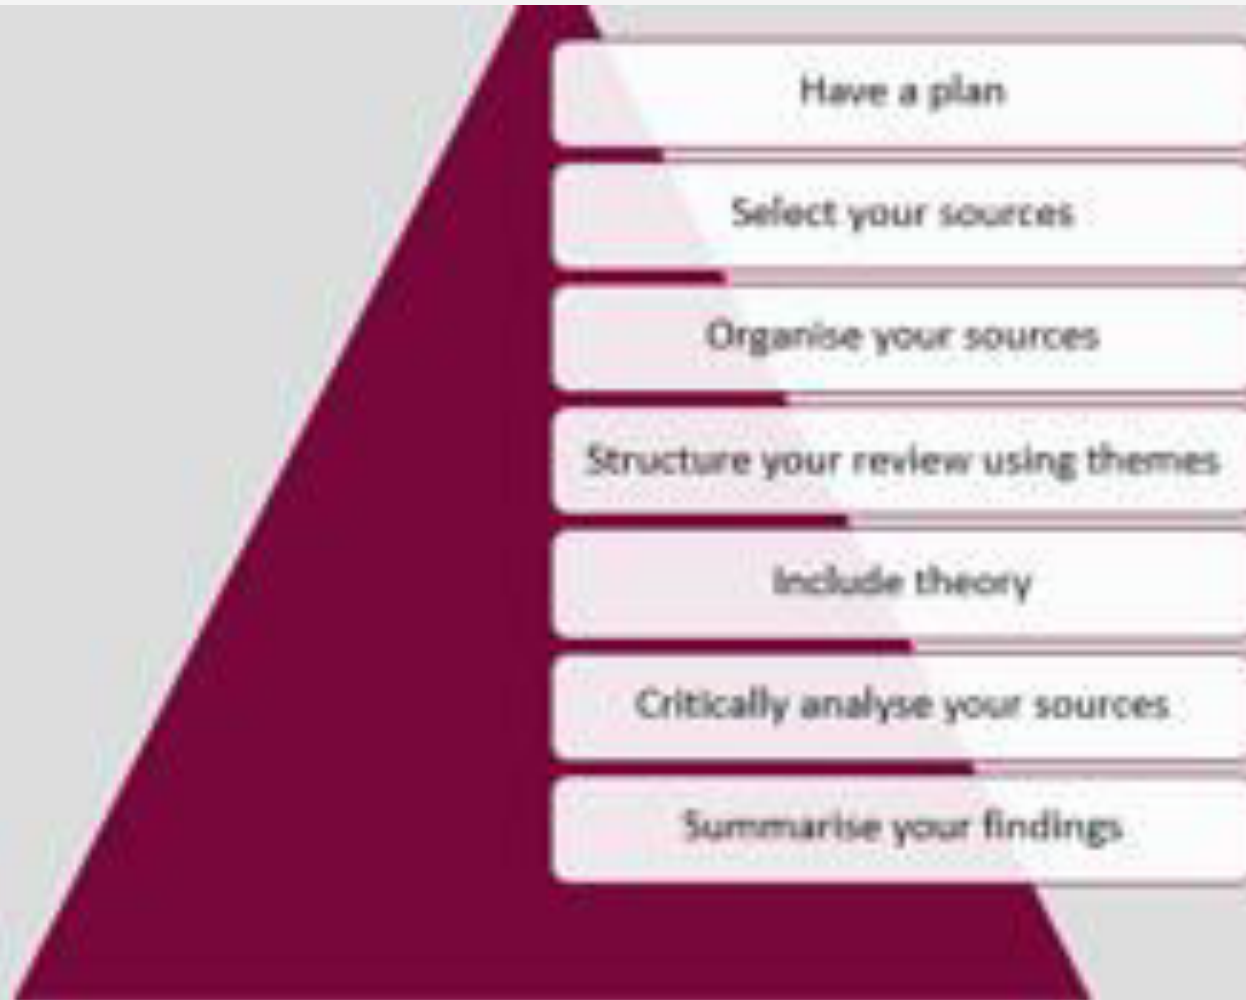 Have a plan
Select your sources
Organise your sources
Structure your review using themes
Include theory
Critically analyse your sources
Summarise your findings